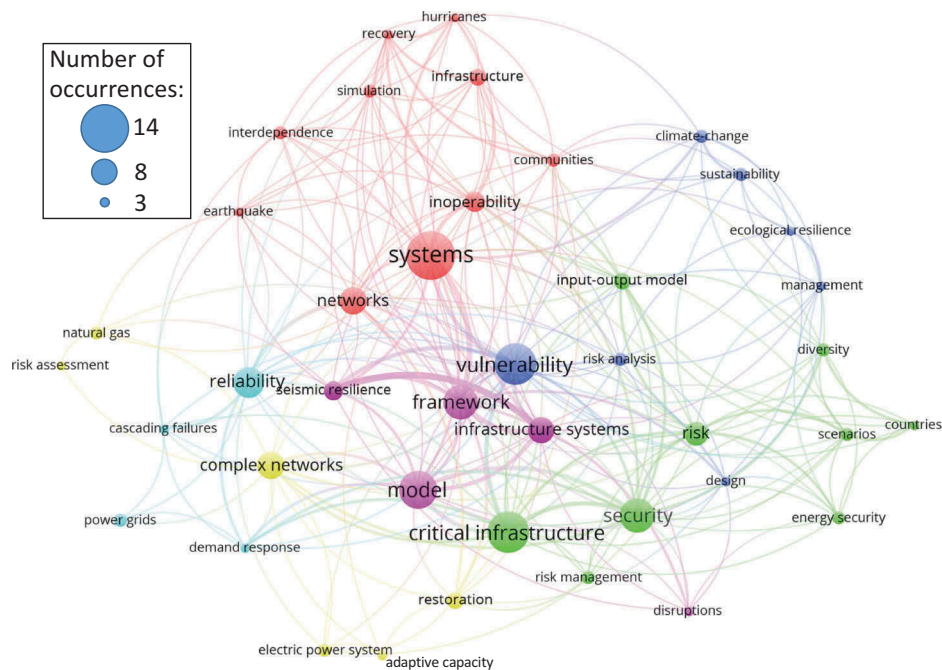 hurricanes
recovery
Number of
occurrences:
14
8
3
infrastructure
simulation
interdependence
climate-change
communities
sustainability
inoperability
earthquake
ecological resilience
systems
input-output model
management
networks
natural gas
diversity
risk assessment
vulnerability
risk analysis
reliability
seismic resilience
framework
countries
cascading failures
infrastructure systems
risk
scenarios
complex networks
design
model
power grids
critical infrastructure
security
energy security
demand response
risk management
restoration
disruptions
electric power system
adaptive capacity